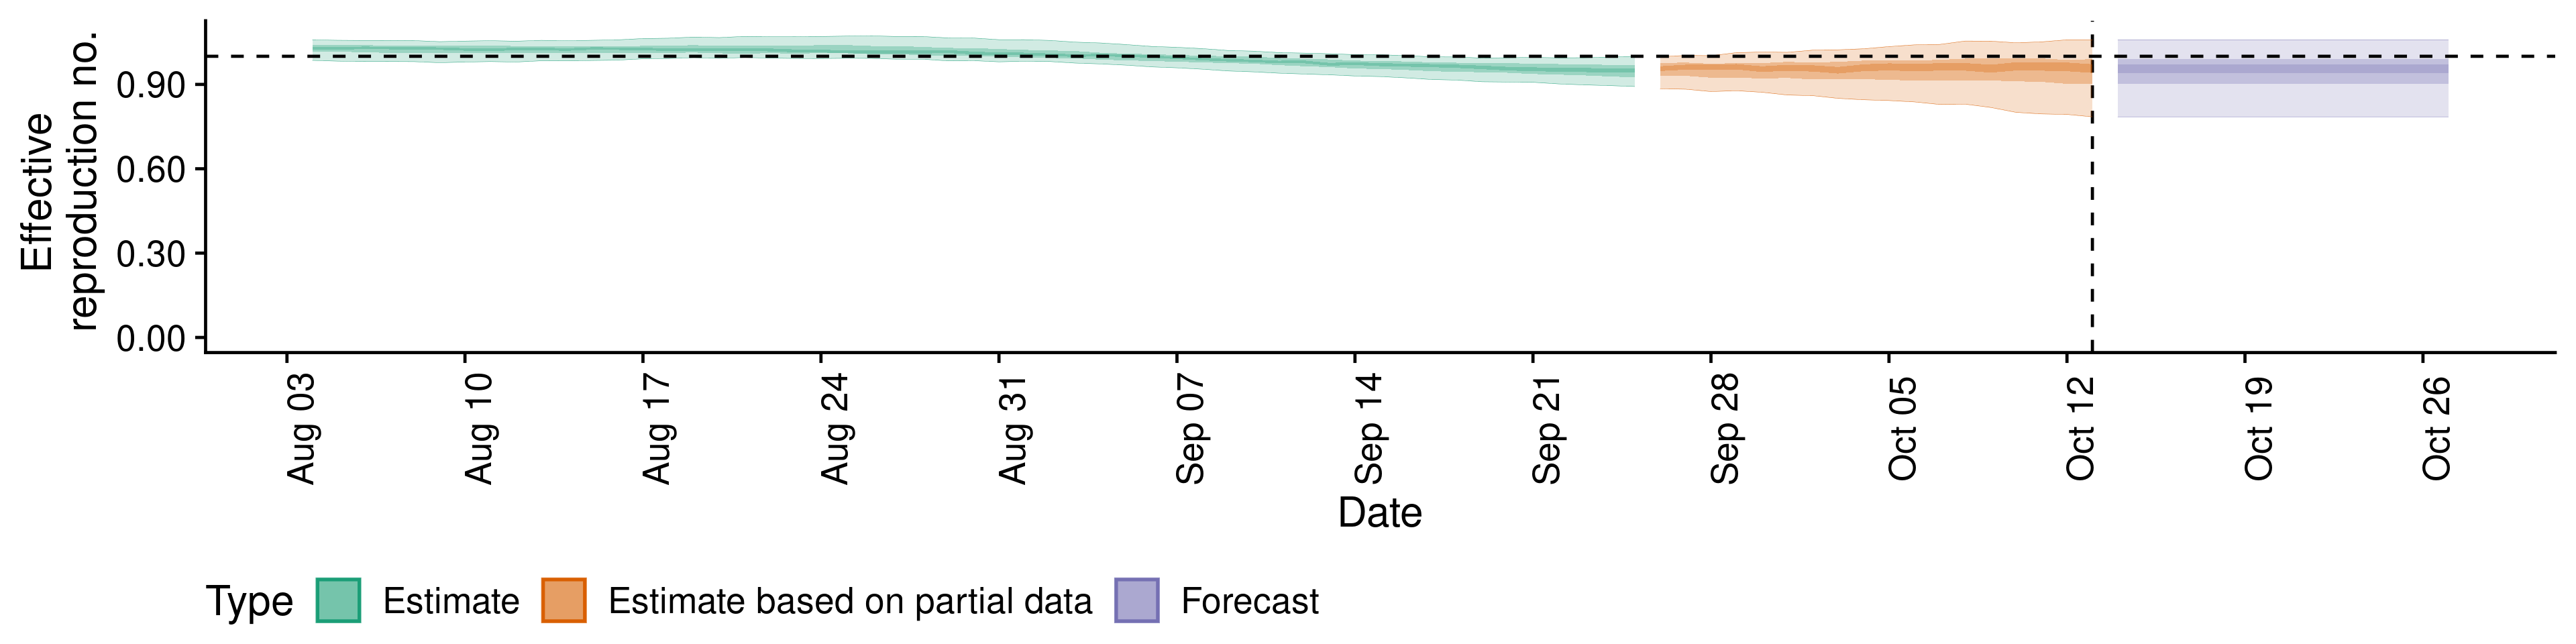 Effective
reproduction no.
0.90
0.60
0.30
0.00
Aug 03
Aug 10
Aug 17
Aug 24
Aug 31
Sep 07
Sep 14
Sep 21
Sep 28
Oct 05
Oct 12
Oct 19
Oct 26
Date
Type Estimate Estimate based on partial data Forecast